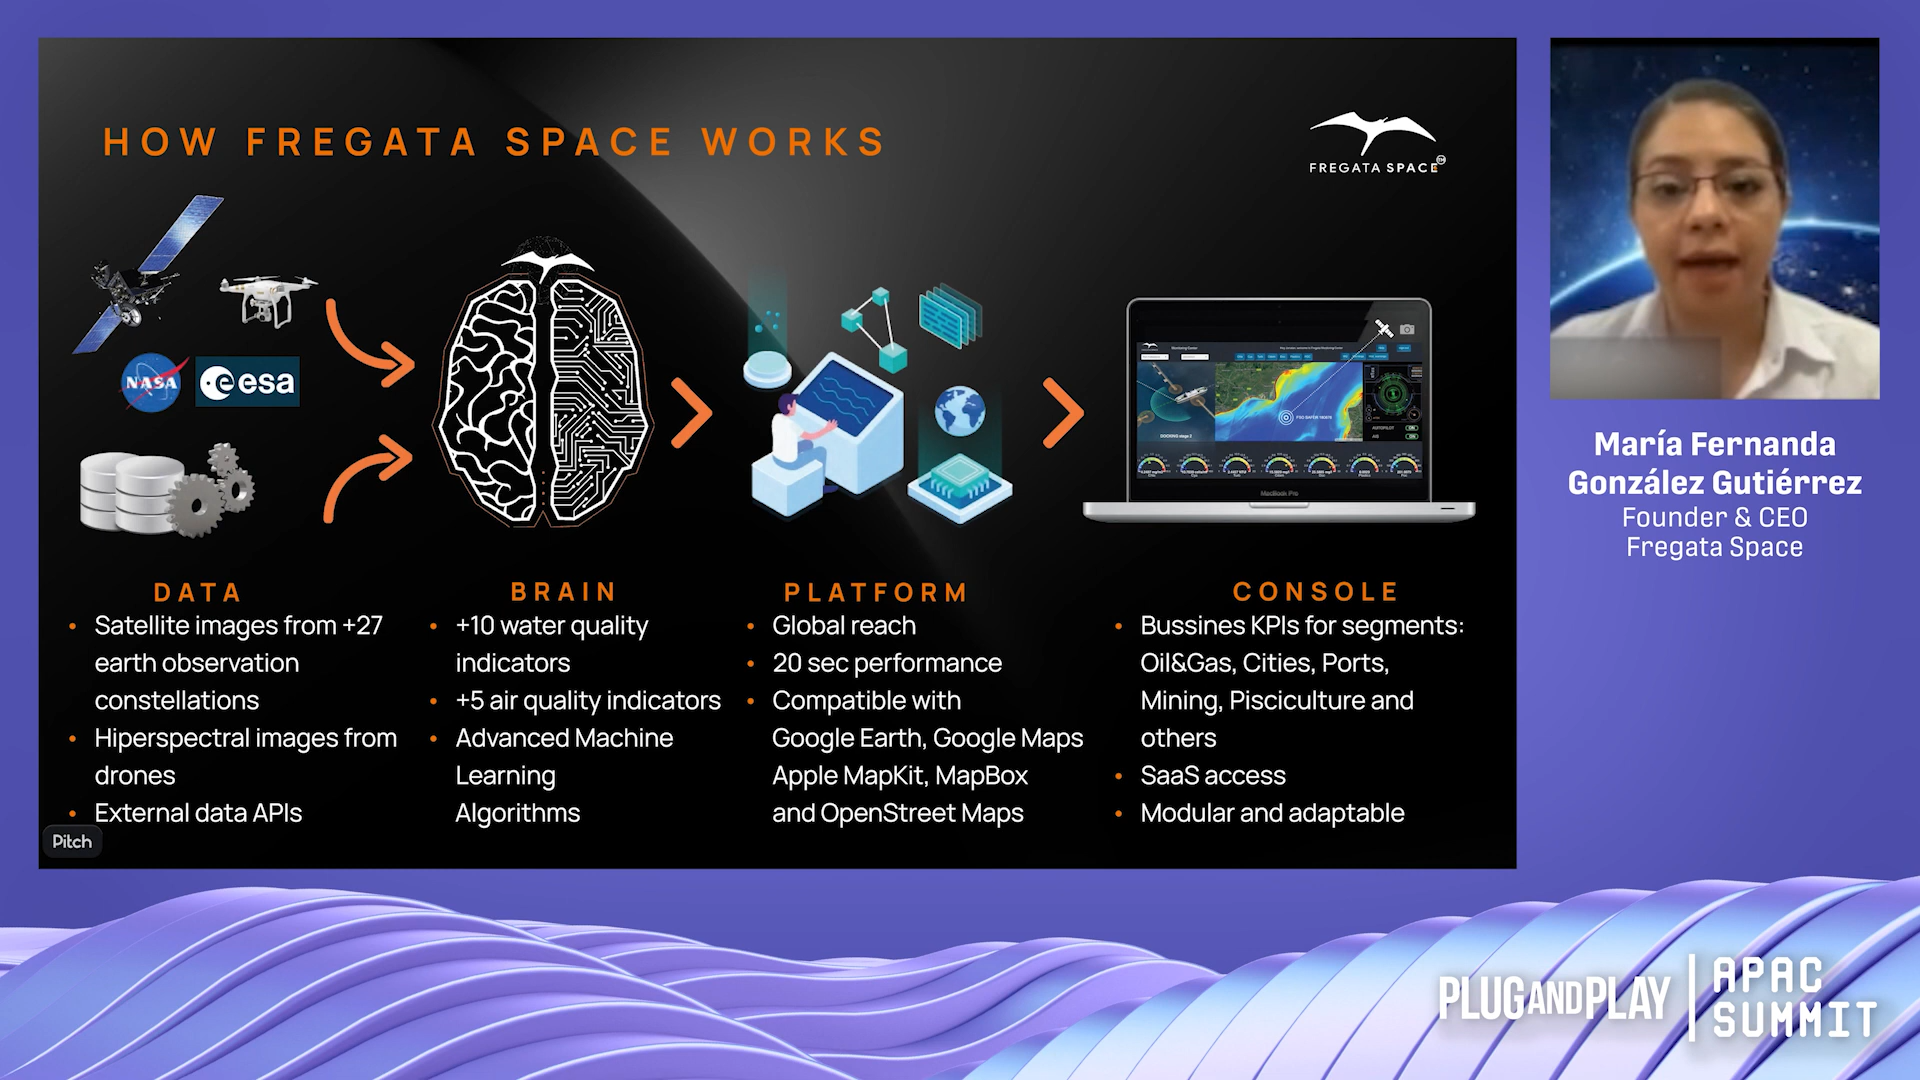 HOW FREGATA SPACE WORKS
FREGATA SPACE
TM
NASA
esa
MacBook Pro
DATA
• Satellite images from +27
earth observation
constellations
• Hiperspectral images from
drones
• External data APIs
BRAIN
• +10 water quality
indicators
• +5 air quality indicators
• Advanced Machine
Learning
Algorithms
PLATFORM
• Global reach
• 20 sec performance
• Compatible with
Google Earth, Google Maps
Apple MapKit, MapBox
and OpenStreet Maps
CONSOLE
• Bussines KPIs for segments:
Oil&Gas, Cities, Ports,
Mining, Pisciculture and
others
• SaaS access
• Modular and adaptable
Pitch
María Fernanda
González Gutiérrez
Founder & CEO
Fregata Space
PLUGANDPLAY
APAC
SUMMIT